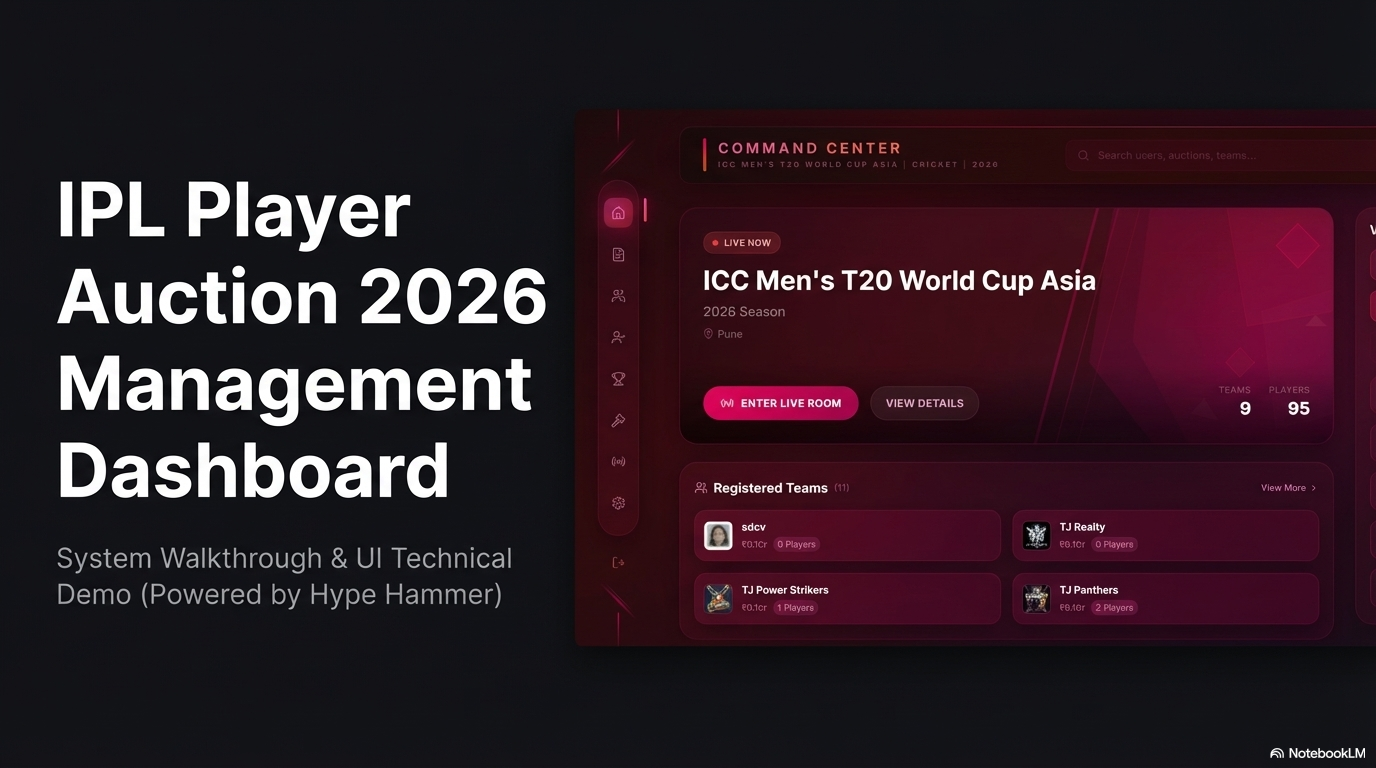 IPL Player
Auction 2026
Management
Dashboard
System Walkthrough & UI Technical
Demo (Powered by Hype Hammer)
COMMAND CENTER
ICC MEN'S T20 WORLD CUP ASIA | CRICKET | 2026
Search ucers, auctions, teams...
LIVE NOW
ICC Men's T20 World Cup Asia
2026 Season
Pune
ENTER LIVE ROOM
VIEW DETAILS
TEAMS PLAYERS
9 95
Registered Teams (11)
View More >
sdcv
0 Players
TJ Realty
0 Players
TJ Power Strikers
1 Players
TJ Panthers
2 Players
NotebookLM